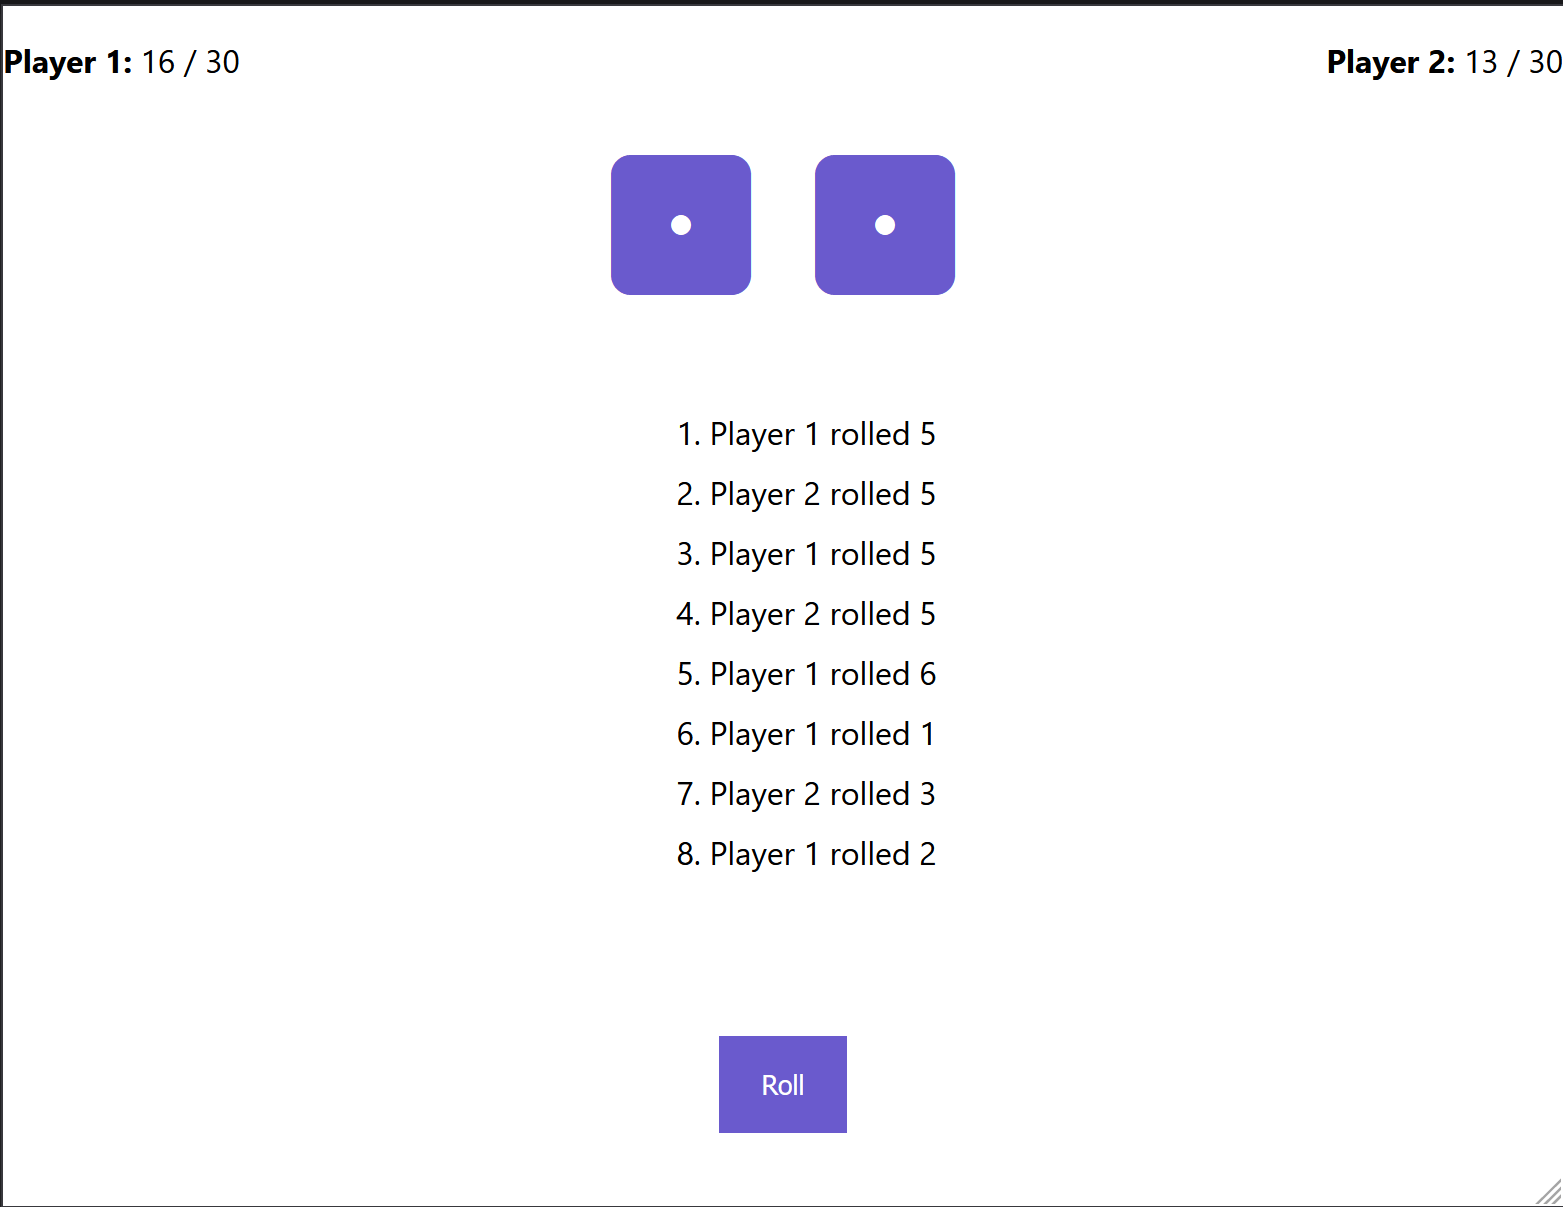 Player 1: 16 / 30
Player 2: 13 / 30
1. Player 1 rolled 5
2. Player 2 rolled 5
3. Player 1 rolled 5
4. Player 2 rolled 5
5. Player 1 rolled 6
6. Player 1 rolled 1
7. Player 2 rolled 3
8. Player 1 rolled 2
Roll